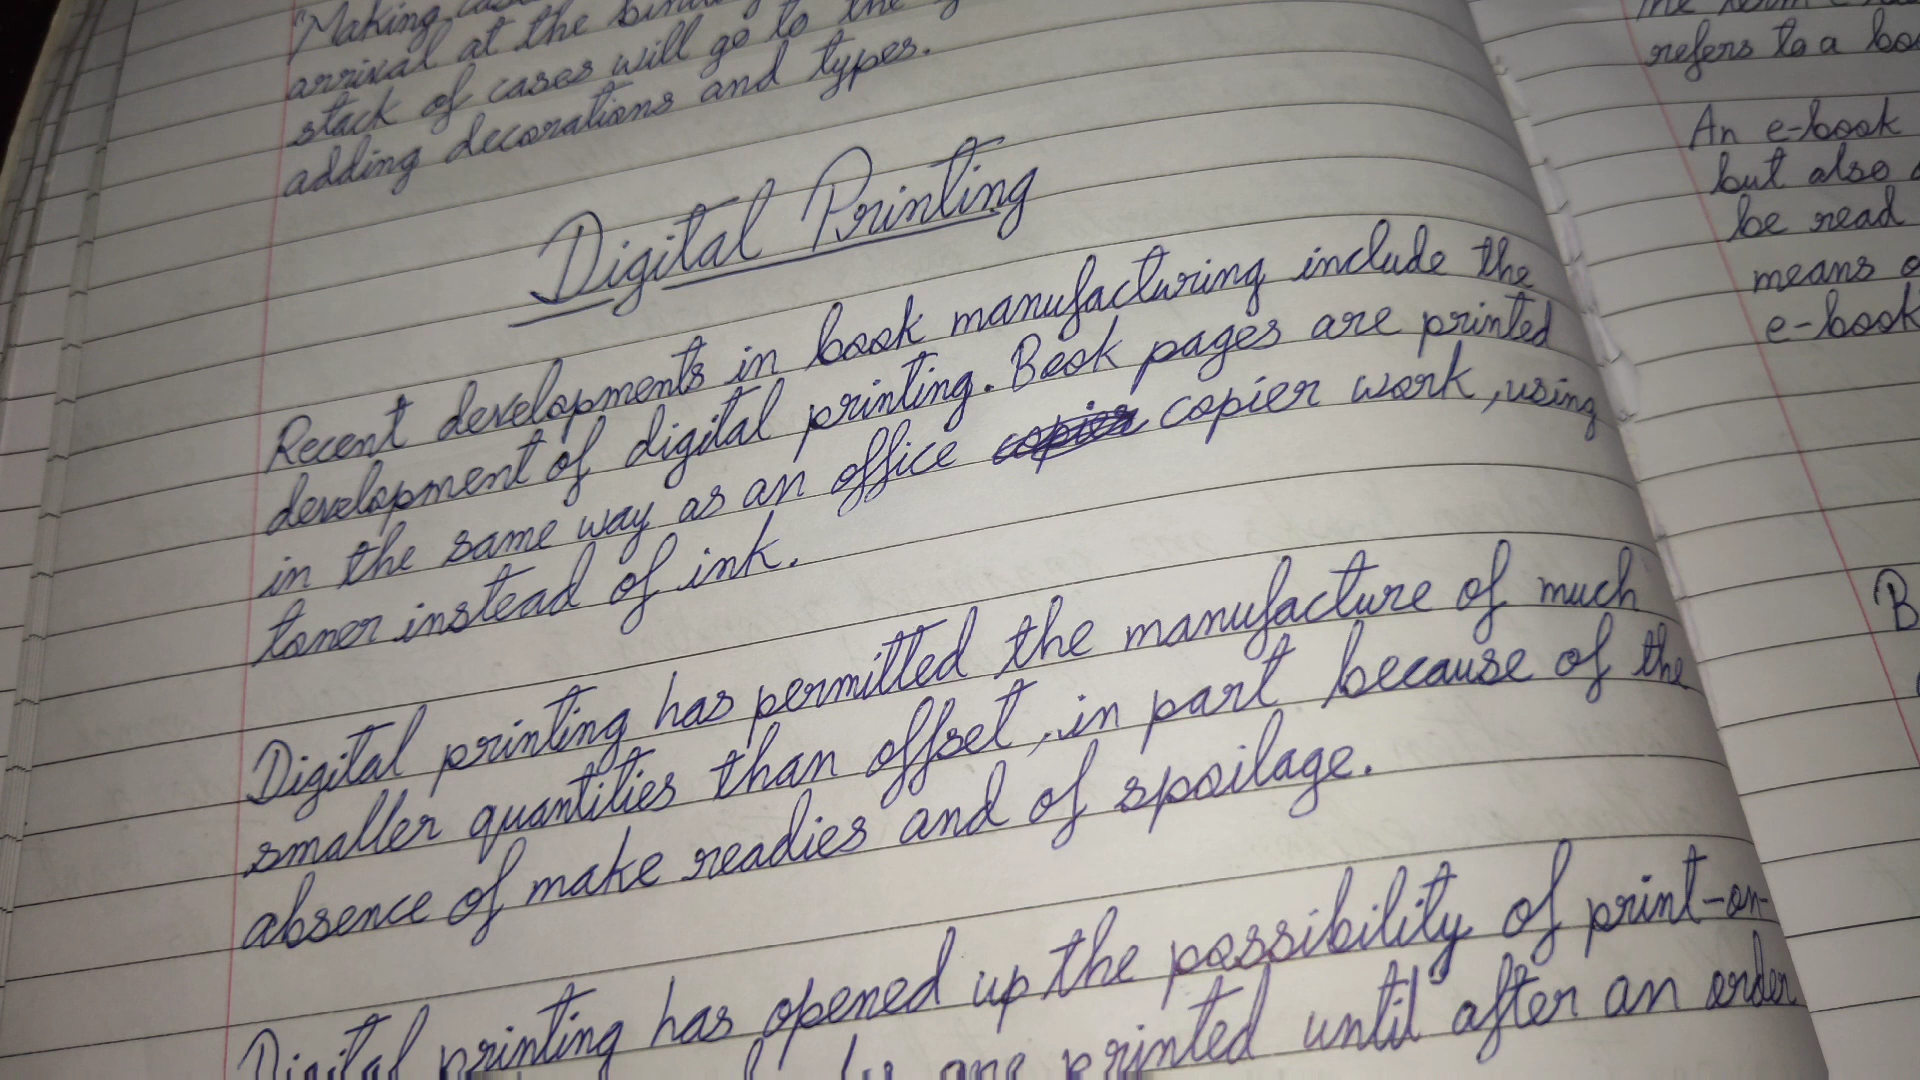 "Making
arrival at the
stack of cases will go to the
adding decorations and types.
Digital Printing
Recent developments in book manufacturing include the
development of digital printing. Book pages are printed
in the same way as an office copier copier work, using
toner instead of ink.
Digital printing has permitted the manufacture of much
smaller quantities than offset, in part because of the
absence of make readies and of spoilage.
Digital printing has opened up the possibility of print-on-
are printed until after an order
refers to a
An e-book
but also
be read
means
e-book
B